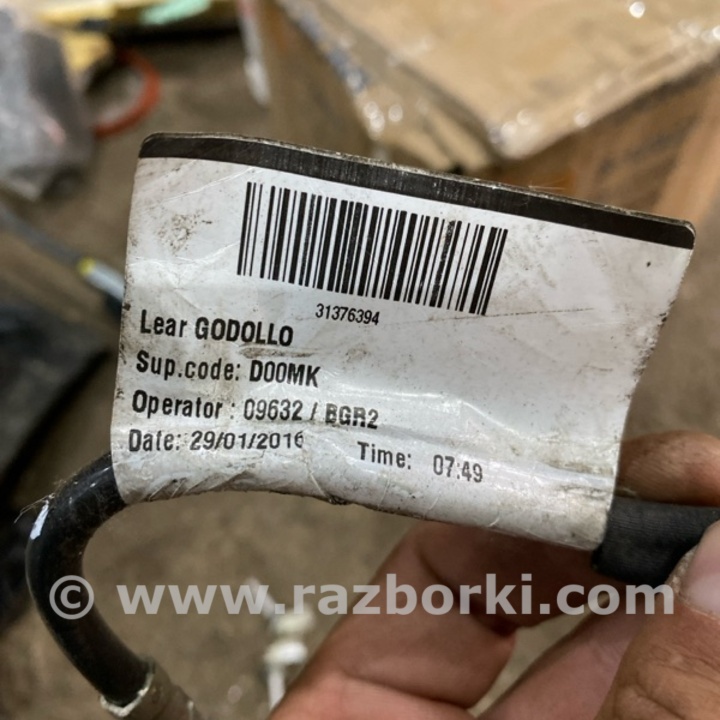 31376394
Lear GODOLLO
Sup.code: D00MK
Operator : 09632 / BGR2
Date: 29/01/2016 Time: 07:49
© www.razborki.com